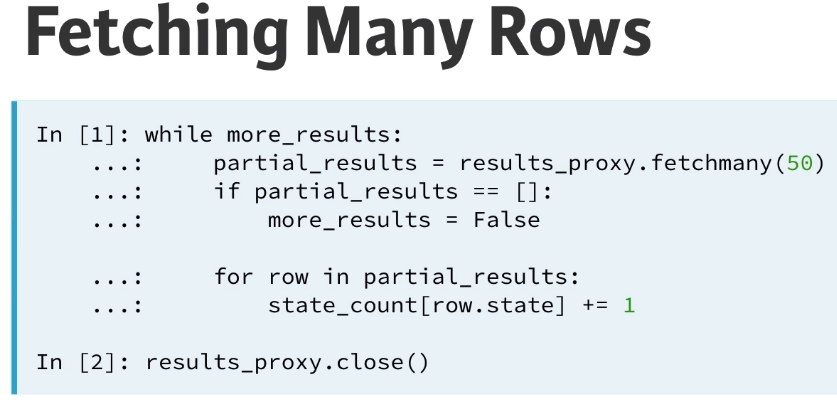 Fetching Many Rows
In [1]: while more_results:
    ...:     partial_results = results_proxy.fetchmany(50)
    ...:     if partial_results == []:
    ...:         more_results = False
    ...:     for row in partial_results:
    ...:         state_count[row.state] += 1
In [2]: results_proxy.close()